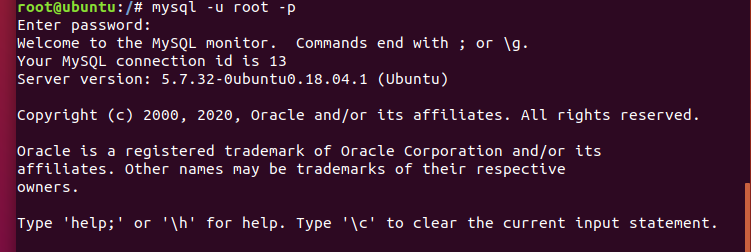 root@ubuntu:/# mysql -u root -p
Enter password:
Welcome to the MySQL monitor.  Commands end with ; or \g.
Your MySQL connection id is 13
Server version: 5.7.32-0ubuntu0.18.04.1 (Ubuntu)
Copyright (c) 2000, 2020, Oracle and/or its affiliates. All rights reserved.
Oracle is a registered trademark of Oracle Corporation and/or its
affiliates. Other names may be trademarks of their respective
owners.
Type 'help;' or '\h' for help. Type '\c' to clear the current input statement.